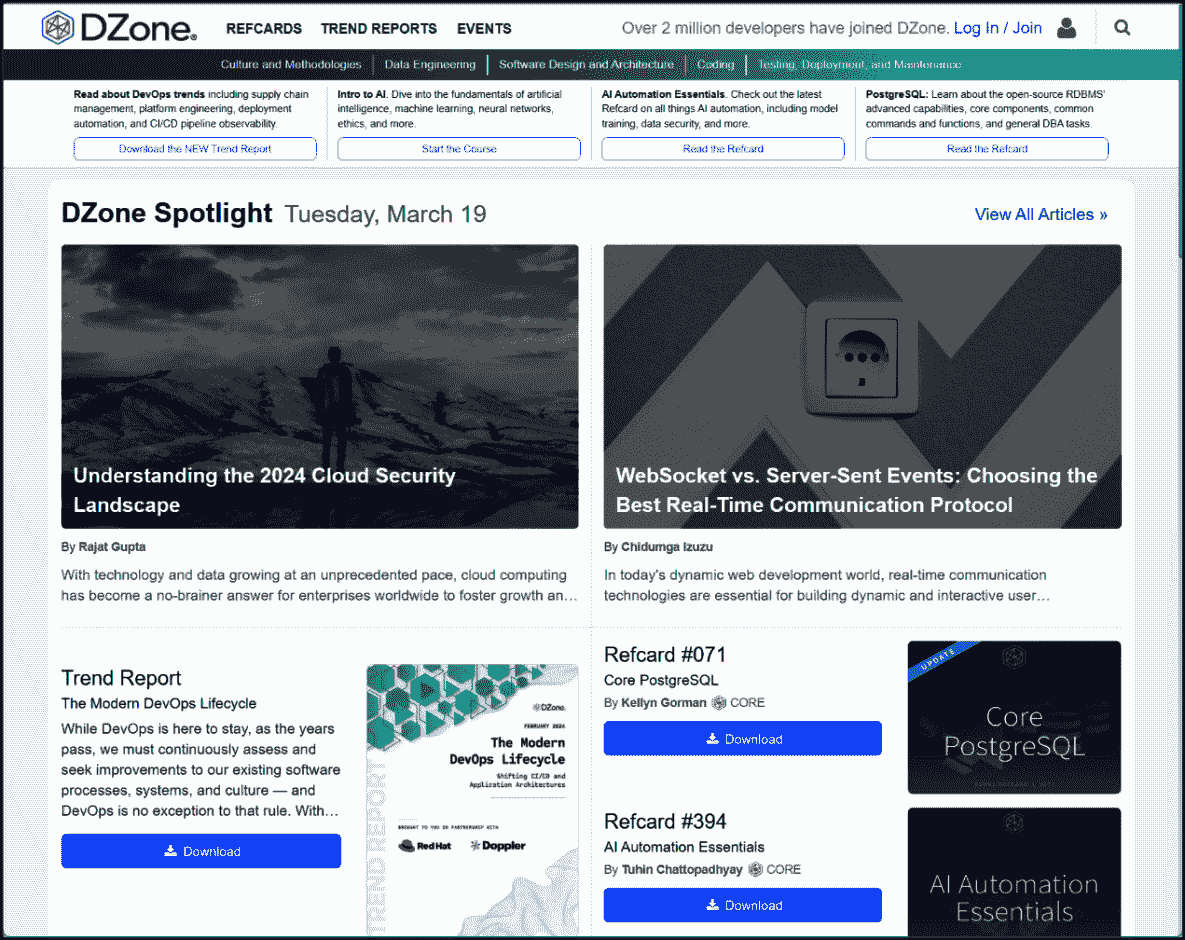 DZone.
REFCARDS TREND REPORTS EVENTS
Over 2 million developers have joined DZone. Log In / Join
Culture and Methodologies
Data Engineering
Software Design and Architecture
Coding
Testing, Deployment, and Maintenance
Read about DevOps trends including supply chain
management, platform engineering, deployment
automation, and CI/CD pipeline observability.
Download the NEW Trend Report
Intro to AI. Dive into the fundamentals of artificial
intelligence, machine learning, neural networks,
ethics, and more.
Start the Course
AI Automation Essentials. Check out the latest
Refcard on all things AI automation, including model
training, data security, and more.
Read the Refcard
PostgreSQL: Learn about the open-source RDBMS'
advanced capabilities, core components, common
commands and functions, and general DBA tasks.
Read the Refcard
DZone Spotlight Tuesday, March 19
View All Articles »
Understanding the 2024 Cloud Security
Landscape
By Rajat Gupta
With technology and data growing at an unprecedented pace, cloud computing
has become a no-brainer answer for enterprises worldwide to foster growth an…
WebSocket vs. Server-Sent Events: Choosing the
Best Real-Time Communication Protocol
By Chidumga Izuzu
In today's dynamic web development world, real-time communication
technologies are essential for building dynamic and interactive user…
Trend Report
The Modern DevOps Lifecycle
While DevOps is here to stay, as the years
pass, we must continuously assess and
seek improvements to our existing software
processes, systems, and culture — and
DevOps is no exception to that rule. With…
Download
DZone.
FEBRUARY 2024
The Modern
DevOps Lifecycle
Shifting CI/CD and
Application Architectures
BROUGHT TO YOU IN PARTNERSHIP WITH
Red Hat Doppler
TREND REPORT
Refcard #071
Core PostgreSQL
By Kellyn Gorman CORE
Download
UPDATE
Core
PostgreSQL
Refcard #394
AI Automation Essentials
By Tuhin Chattopadhyay CORE
Download
AI Automation
Essentials